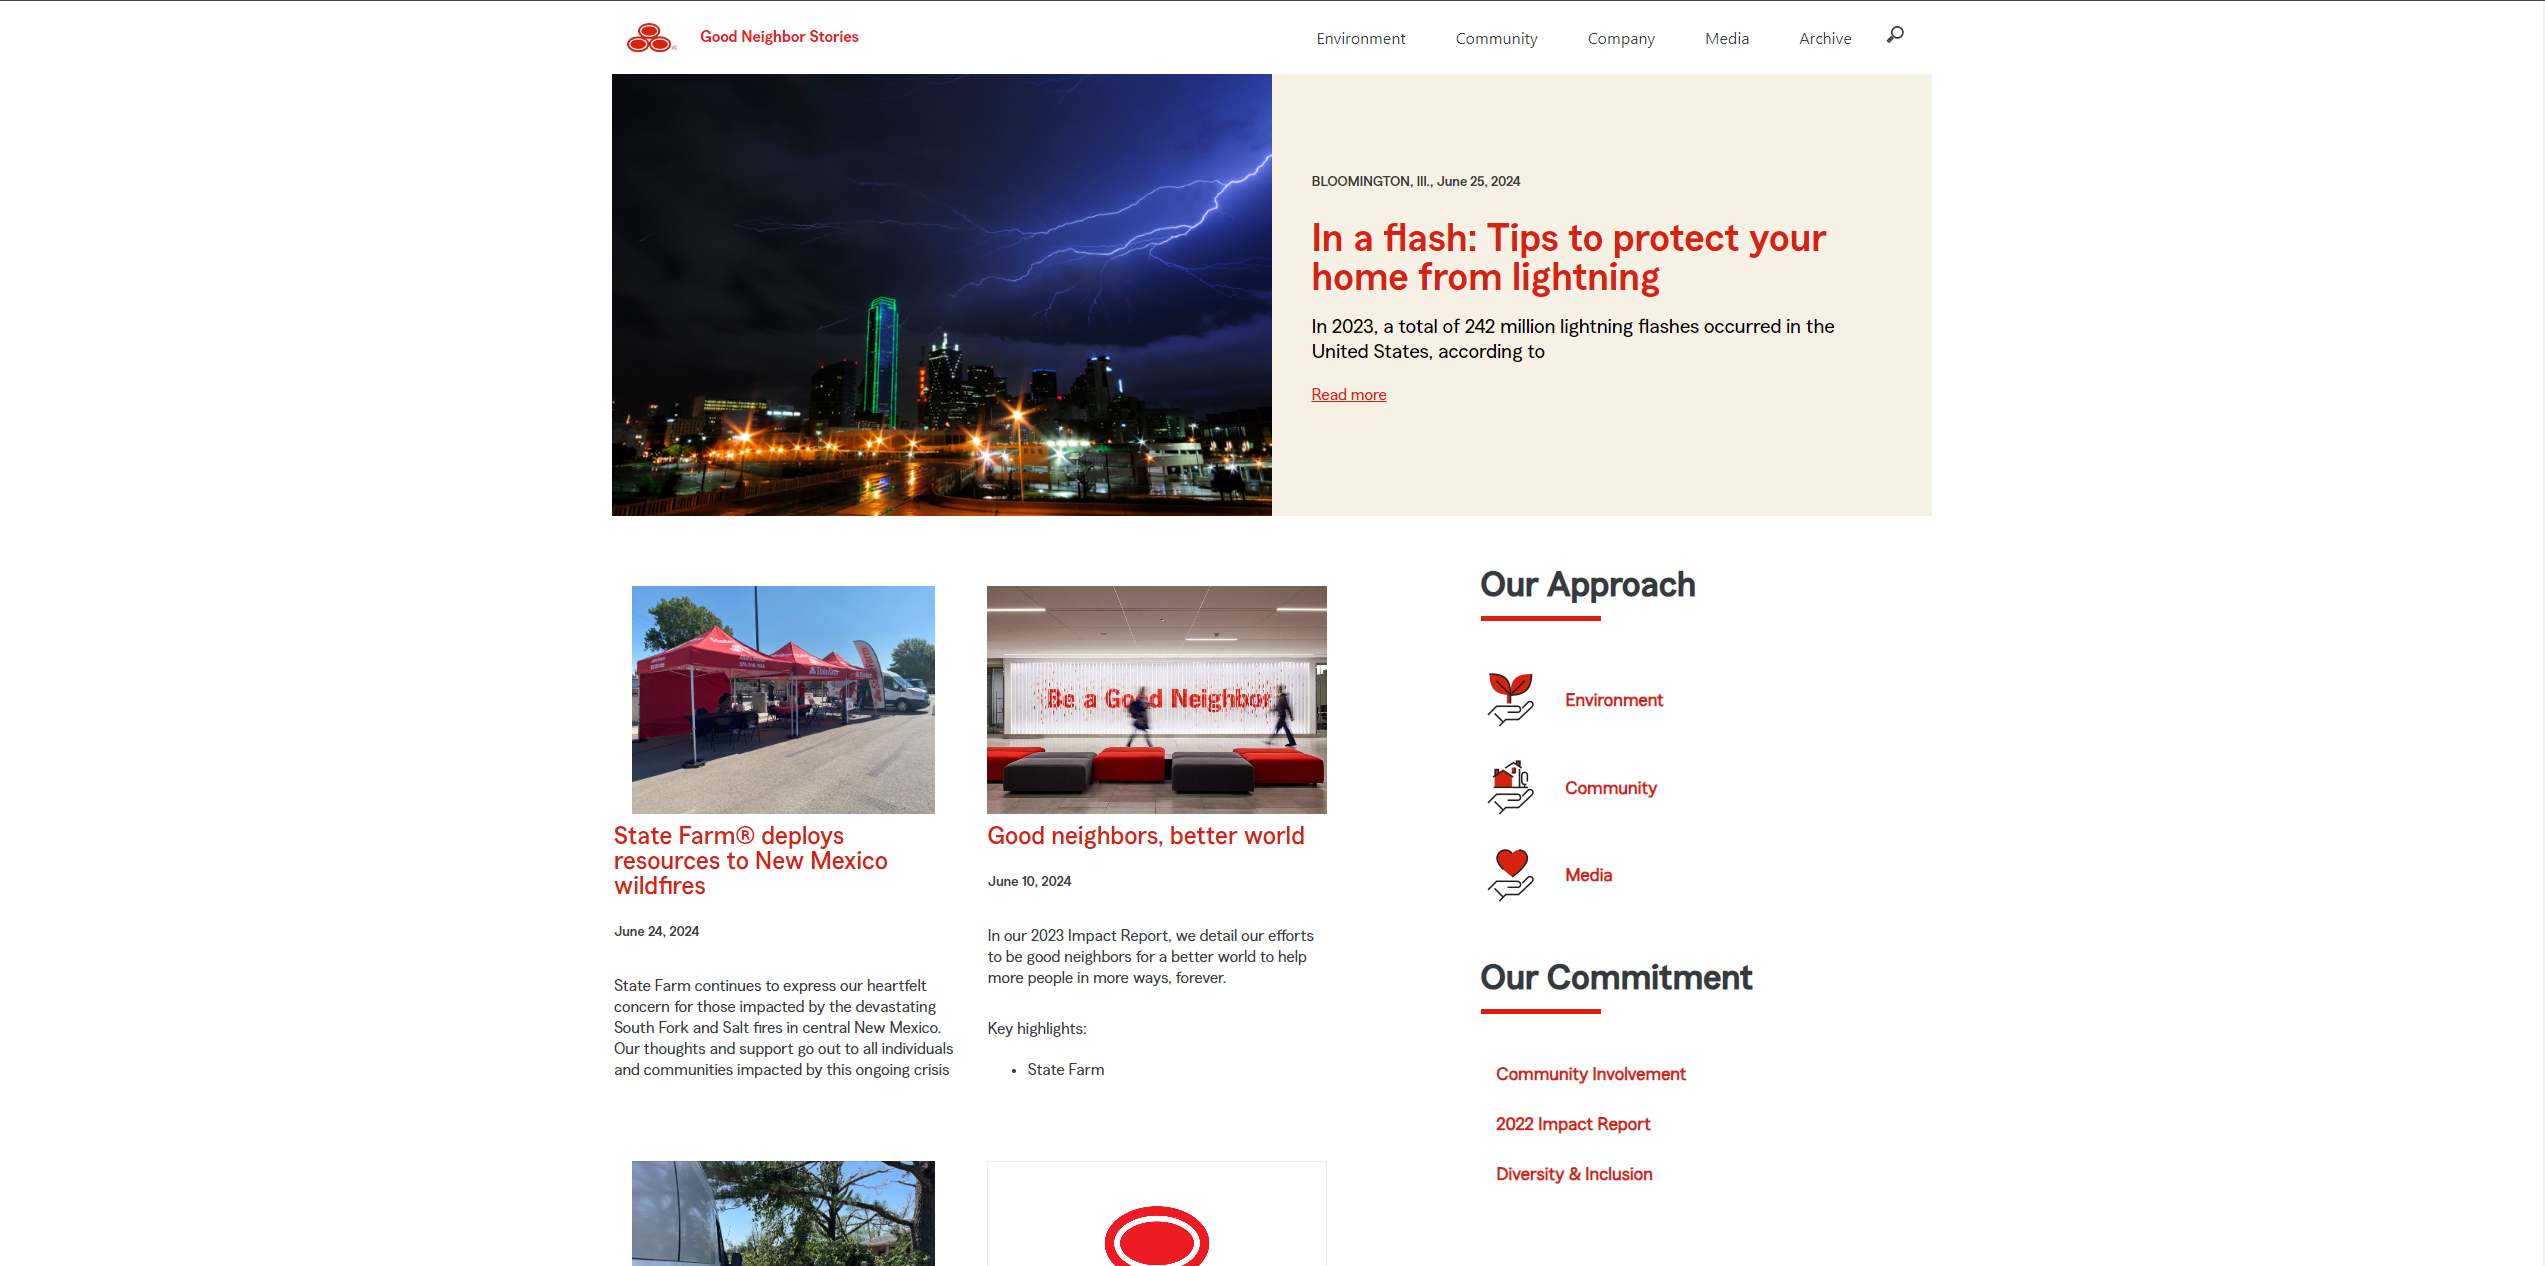 Good Neighbor Stories
Environment
Community
Company
Media
Archive
BLOOMINGTON, Ill., June 25, 2024
In a flash: Tips to protect your
home from lightning
In 2023, a total of 242 million lightning flashes occurred in the
United States, according to
Read more
State Farm
Be a Good Neighbor
State Farm® deploys
resources to New Mexico
wildfires
June 24, 2024
State Farm continues to express our heartfelt
concern for those impacted by the devastating
South Fork and Salt fires in central New Mexico.
Our thoughts and support go out to all individuals
and communities impacted by this ongoing crisis
Good neighbors, better world
June 10, 2024
In our 2023 Impact Report, we detail our efforts
to be good neighbors for a better world to help
more people in more ways, forever.
Key highlights:
• State Farm
Our Approach
Environment
Community
Media
Our Commitment
Community Involvement
2022 Impact Report
Diversity & Inclusion